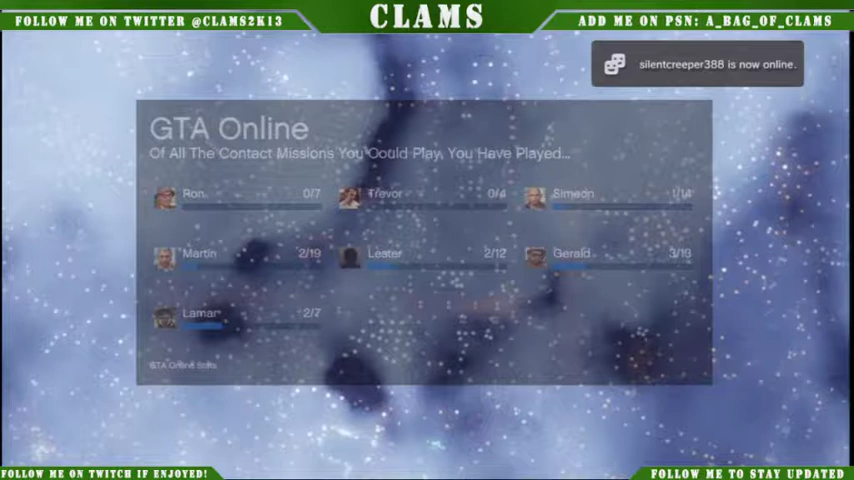 FOLLOW ME ON TWITTER @CLAMS2K13
CLAMS
ADD ME ON PSN: A_BAG_OF_CLAMS
silentcreeper388 is now online.
GTA Online
Of All The Contact Missions You Could Play, You Have Played...
Ron 0/7
Trevor 0/4
Simeon 1/14
Martin 2/19
Lester 2/12
Gerald 3/19
Lamar 2/7
GTA Online Stats
FOLLOW ME ON TWITCH IF ENJOYED!
FOLLOW ME TO STAY UPDATED